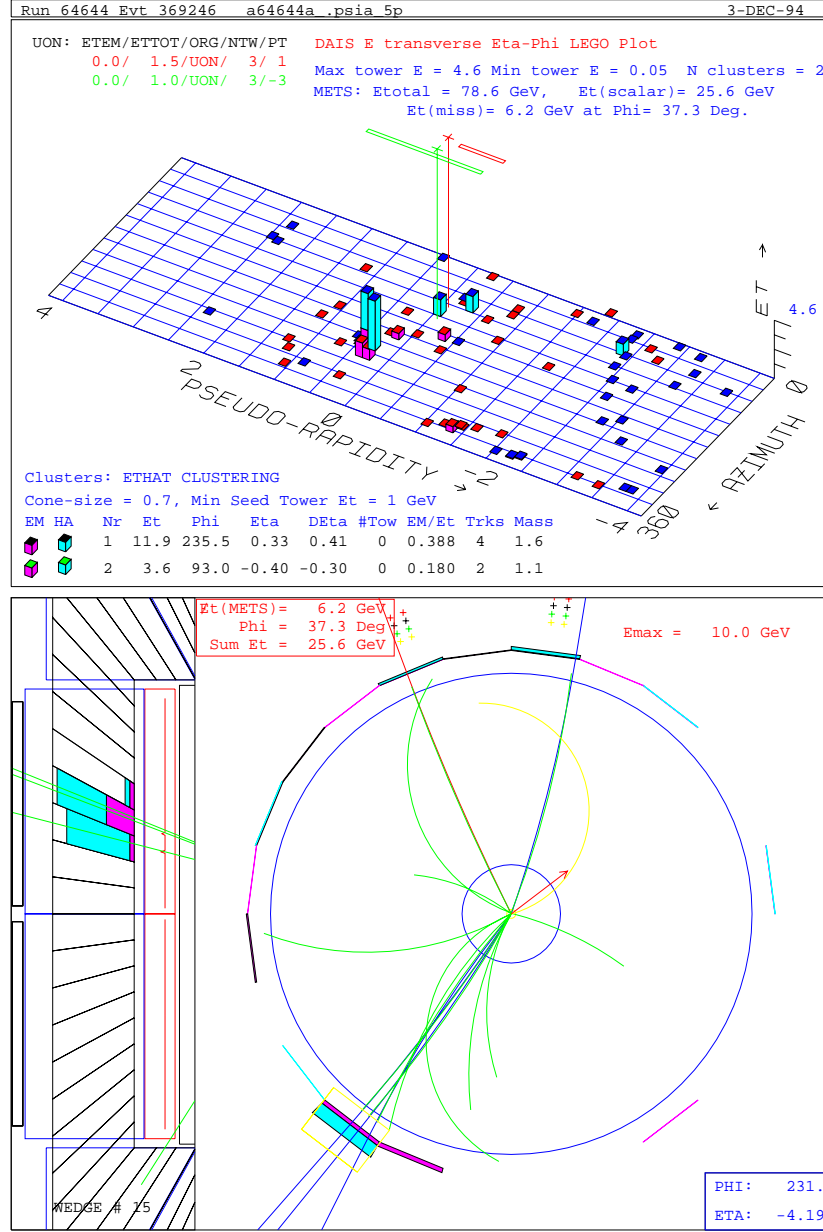 Run 64644 Evt 369246 a64644a_.psia_5p 3-DEC-94
UON: ETEM/ETTOT/ORG/NTW/PT DAIS E transverse Eta-Phi LEGO Plot
0.0/ 1.5/UON/ 3/ 1
Max tower E = 4.6 Min tower E = 0.05 N clusters = 2
0.0/ 1.0/UON/ 3/-3
METS: Etotal = 78.6 GeV, Et(scalar)= 25.6 GeV
Et(miss)= 6.2 GeV at Phi= 37.3 Deg.
ET
4.6
4
2
0
-2
-4
PSEUDO-RAPIDITY →
0
360
← AZIMUTH
Clusters: ETHAT CLUSTERING
Cone-size = 0.7, Min Seed Tower Et = 1 GeV
EM HA Nr Et Phi Eta DEta #Tow EM/Et Trks Mass
1 11.9 235.5 0.33 0.41 0 0.388 4 1.6
2 3.6 93.0 -0.40 -0.30 0 0.180 2 1.1
Et(METS)= 6.2 GeV
Phi = 37.3 Deg
Sum Et = 25.6 GeV
Emax = 10.0 GeV
WEDGE # 15
PHI: 231.
ETA: -4.19